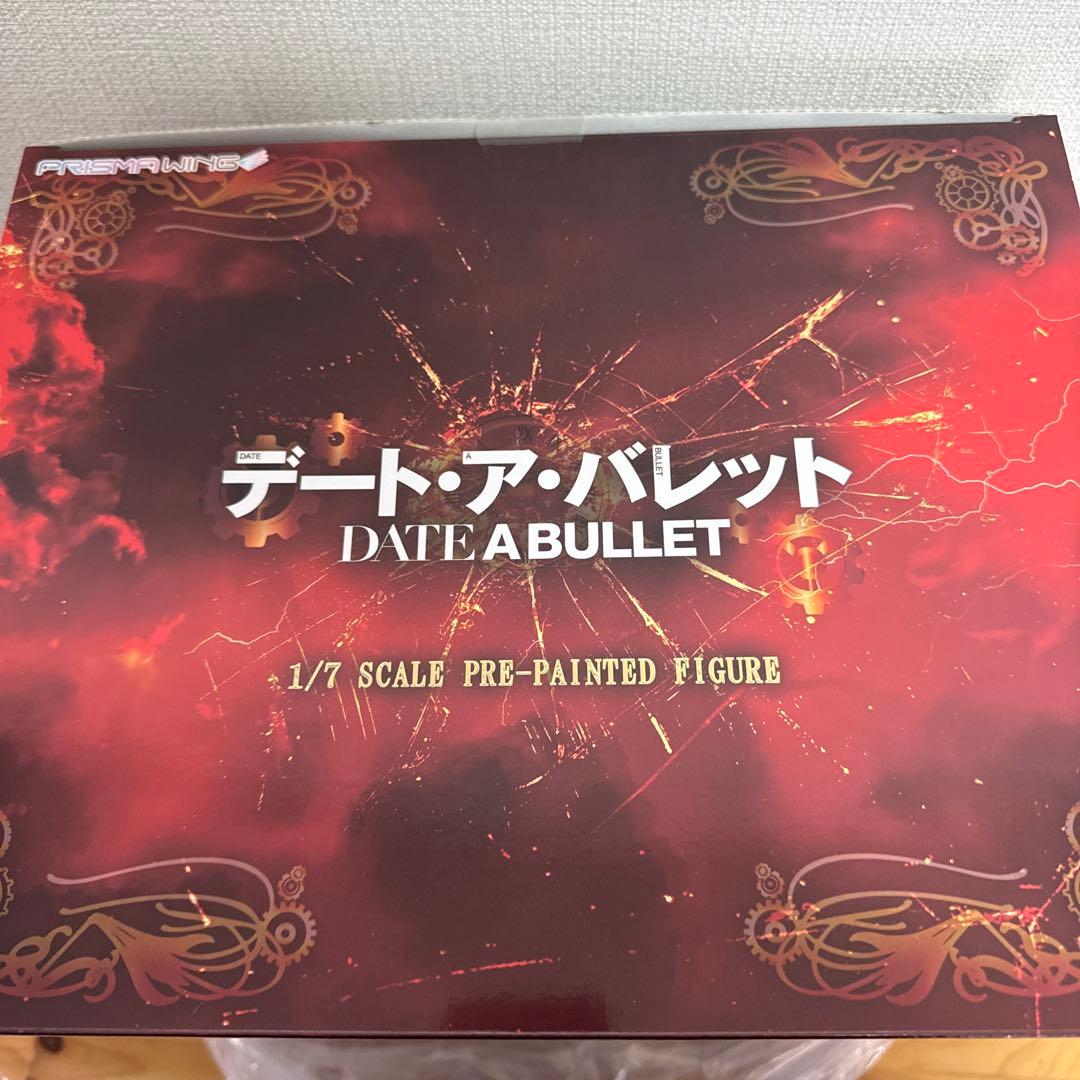 PRISMA WING
DATE A BULLET
デート・ア・バレット
DATE A BULLET
1/7 SCALE PRE-PAINTED FIGURE